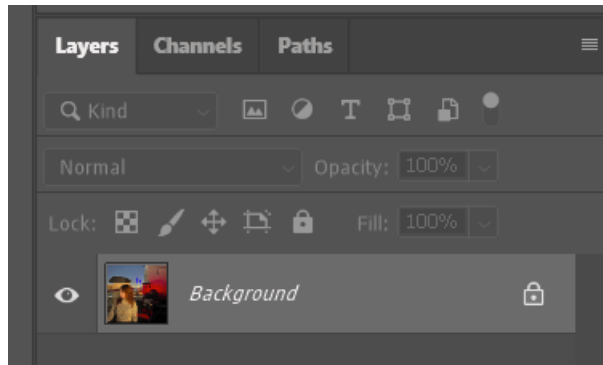 Layers Channels Paths
Kind
Normal Opacity: 100%
Lock: Fill: 100%
Background